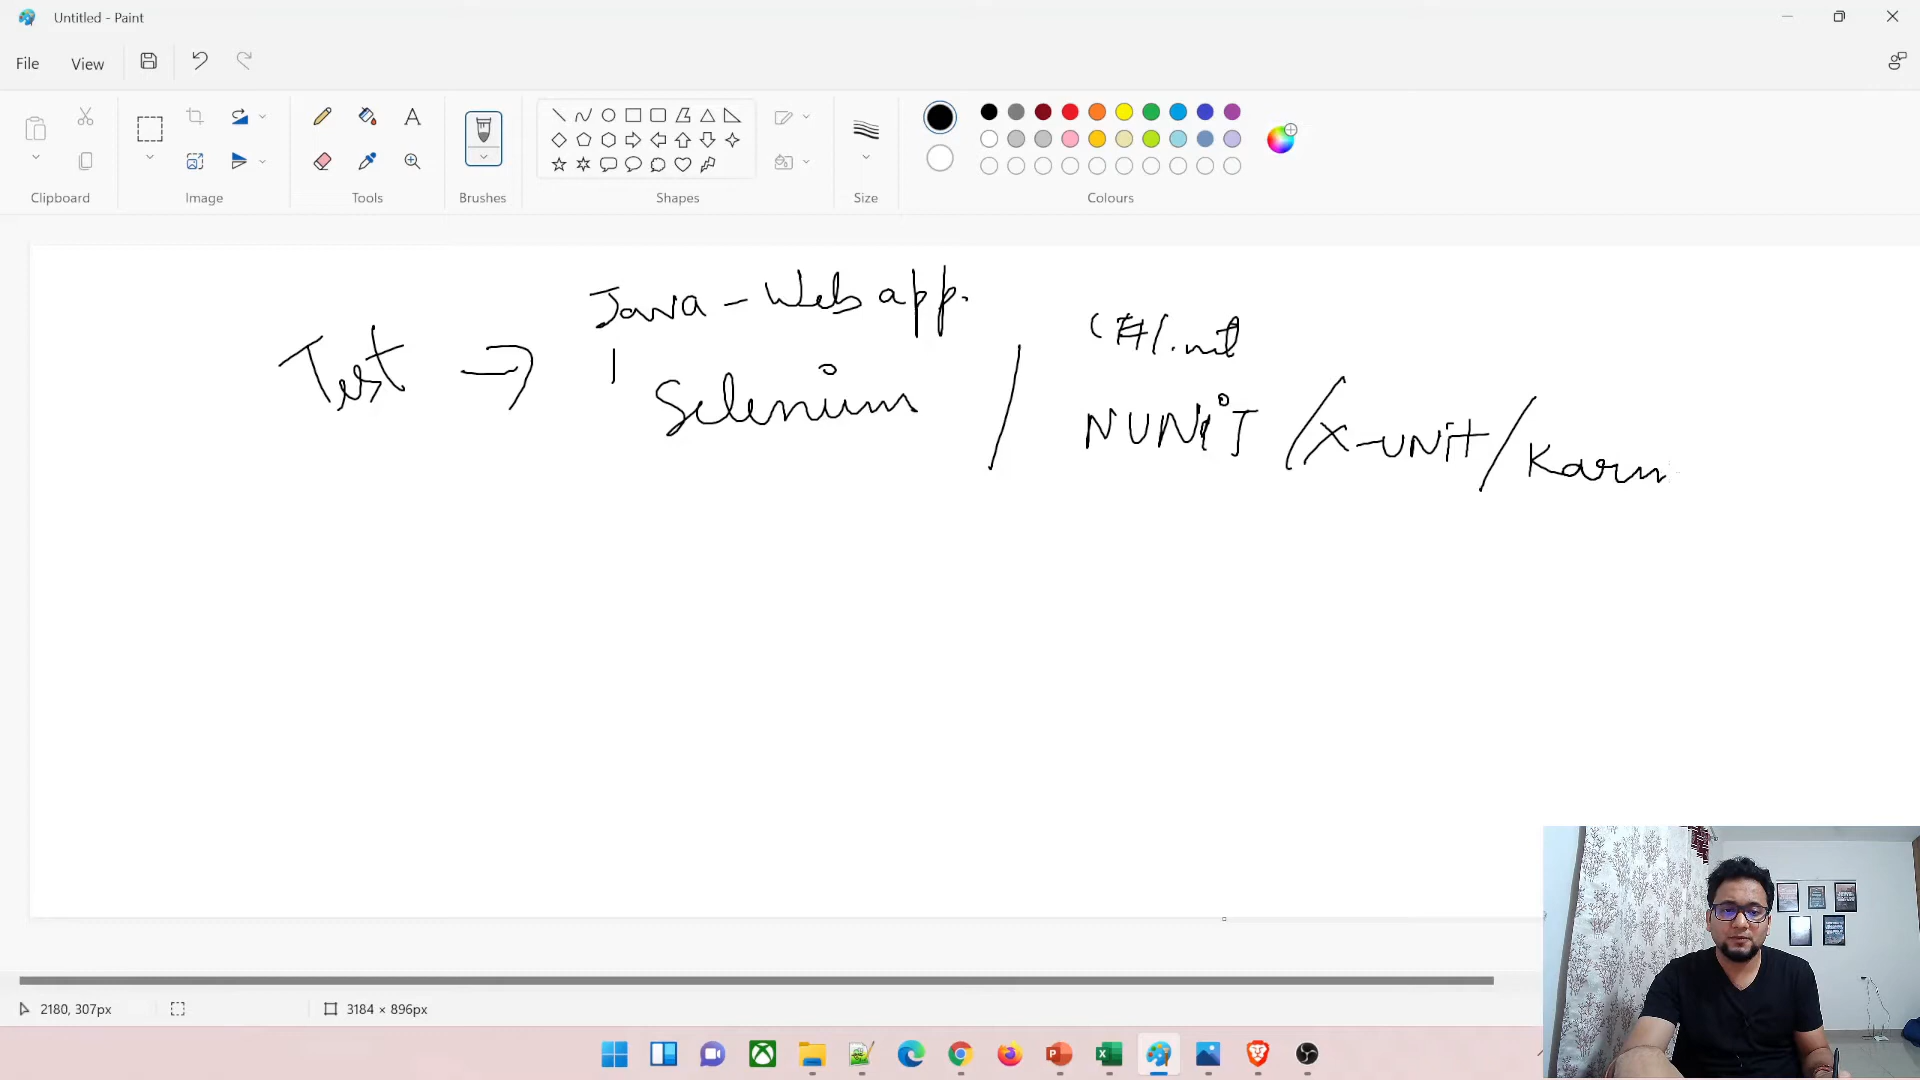 Untitled - Paint
File View
Clipboard Image Tools Brushes Shapes Size Colours
Java - Web app.
C#/.net
Test → Selenium / NUNiT / X-UNit / Karm
2180, 307px 3184 × 896px